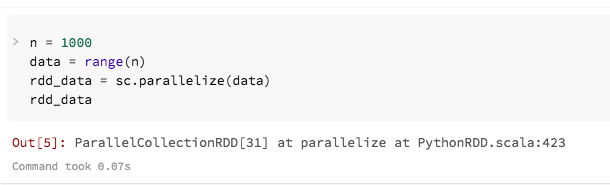 > n = 1000
data = range(n)
rdd_data = sc.parallelize(data)
rdd_data
Out[5]: ParallelCollectionRDD[31] at parallelize at PythonRDD.scala:423
Command took 0.07s